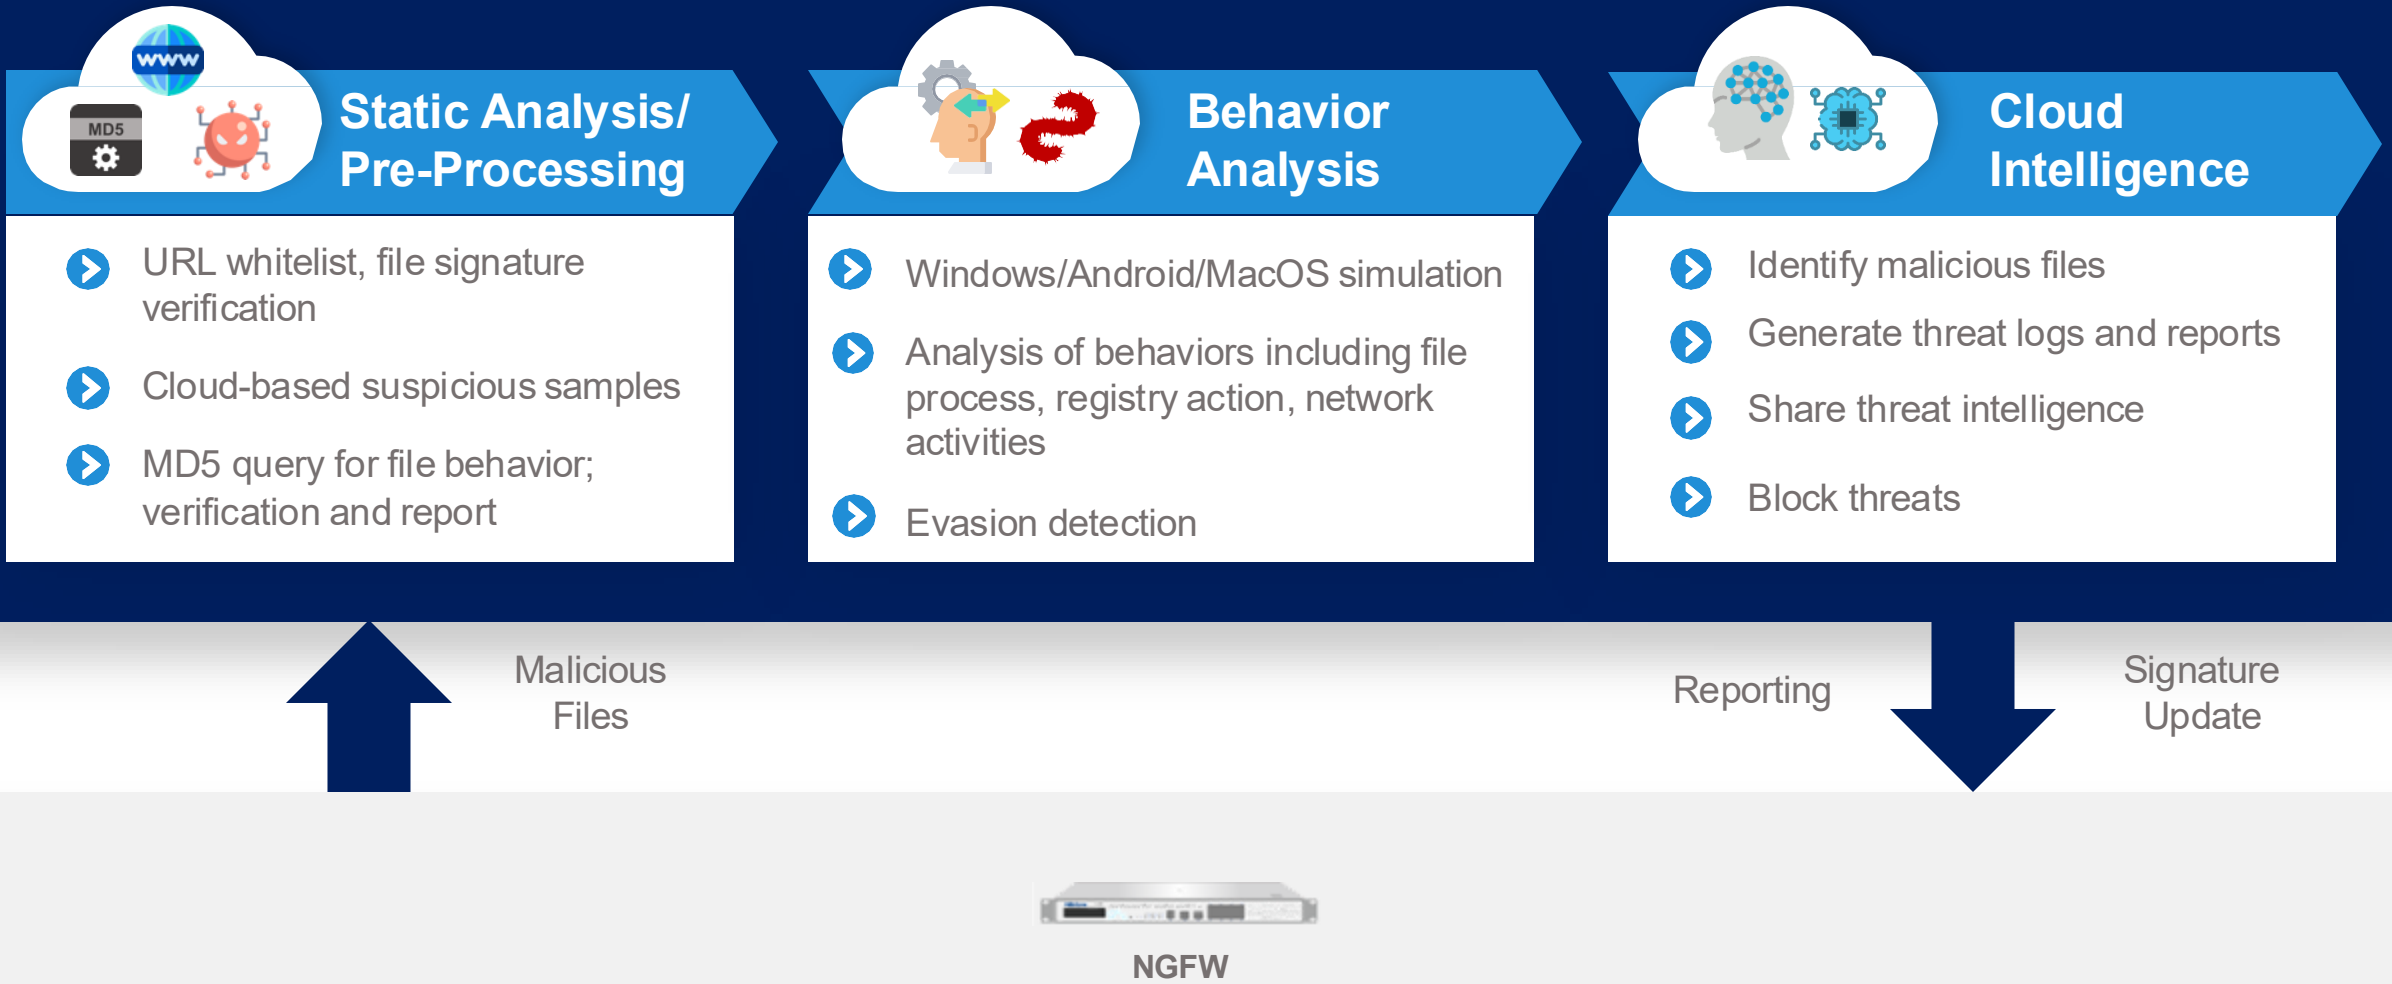 WWW
MD5
Static Analysis/
Pre-Processing
URL whitelist, file signature
verification
Cloud-based suspicious samples
MD5 query for file behavior;
verification and report
Behavior
Analysis
Windows/Android/MacOS simulation
Analysis of behaviors including file
process, registry action, network
activities
Evasion detection
Cloud
Intelligence
Identify malicious files
Generate threat logs and reports
Share threat intelligence
Block threats
Malicious
Files
Reporting
Signature
Update
NGFW